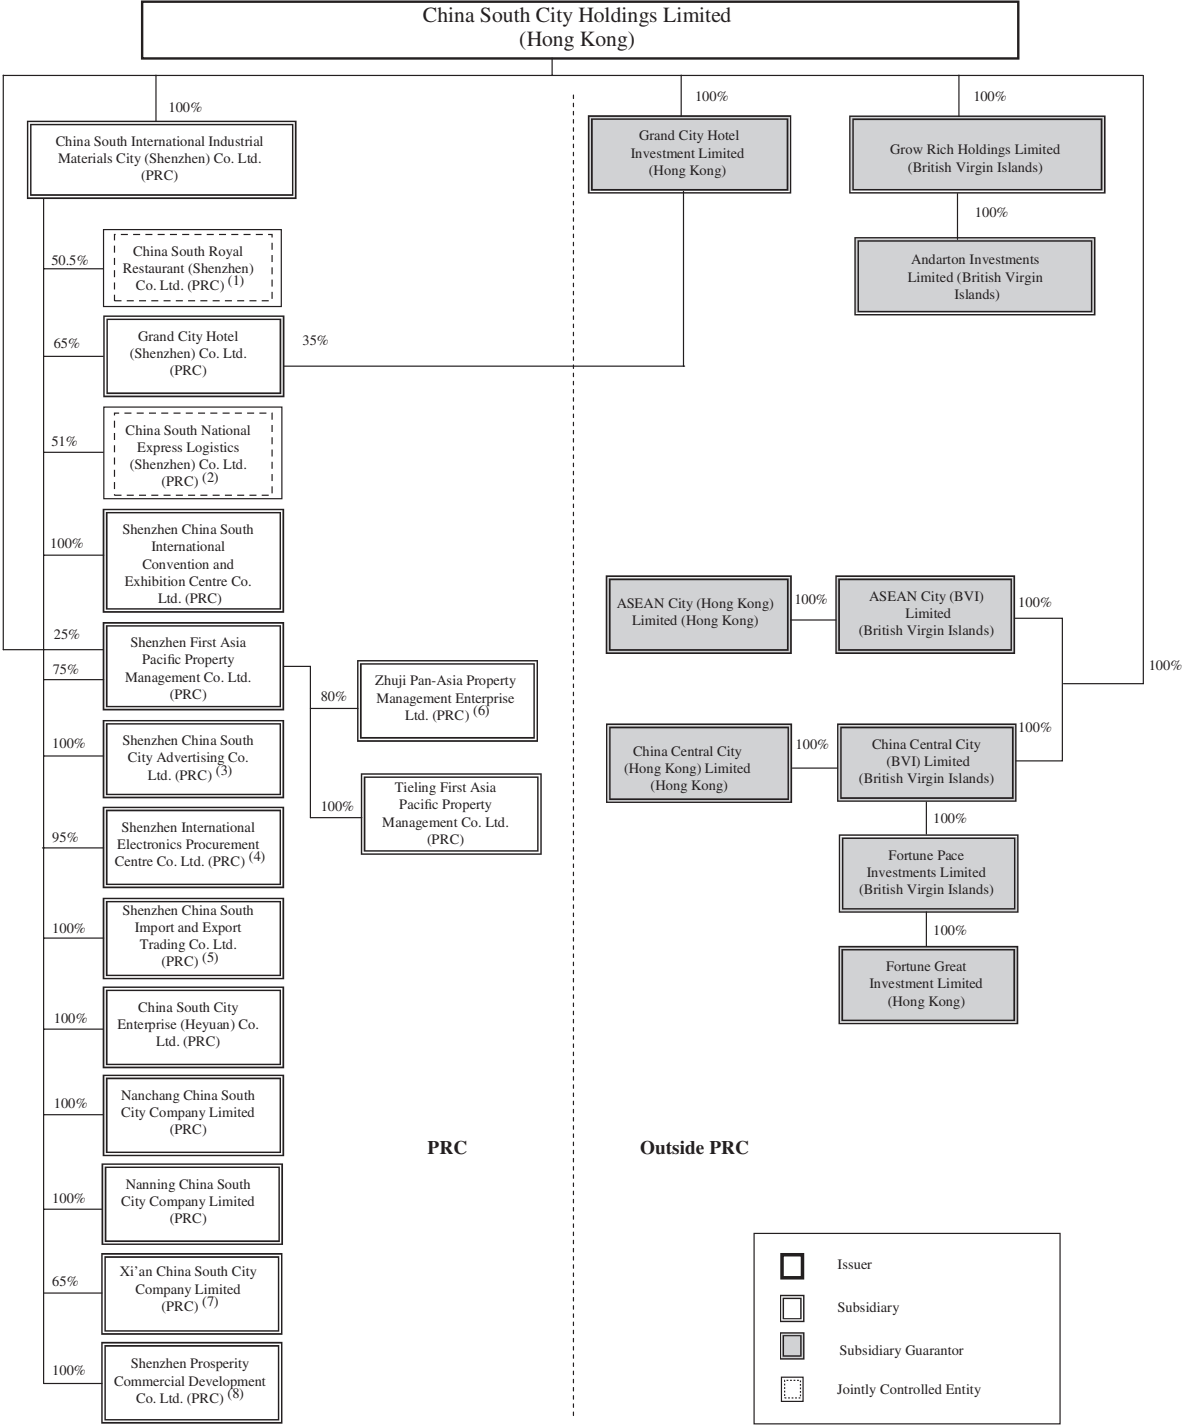 China South City Holdings Limited
(Hong Kong)
100%
100%
100%
China South International Industrial
Materials City (Shenzhen) Co. Ltd.
(PRC)
Grand City Hotel
Investment Limited
(Hong Kong)
Grow Rich Holdings Limited
(British Virgin Islands)
100%
Andarton Investments
Limited (British Virgin
Islands)
50.5%
China South Royal
Restaurant (Shenzhen)
Co. Ltd. (PRC) (1)
65%
Grand City Hotel
(Shenzhen) Co. Ltd.
(PRC)
35%
51%
China South National
Express Logistics
(Shenzhen) Co. Ltd.
(PRC) (2)
100%
Shenzhen China South
International
Convention and
Exhibition Centre Co.
Ltd. (PRC)
25%
75%
Shenzhen First Asia
Pacific Property
Management Co. Ltd.
(PRC)
80%
Zhuji Pan-Asia Property
Management Enterprise
Ltd. (PRC) (6)
100%
Tieling First Asia
Pacific Property
Management Co. Ltd.
(PRC)
ASEAN City (Hong Kong)
Limited (Hong Kong)
100%
ASEAN City (BVI)
Limited
(British Virgin Islands)
100%
100%
China Central City
(Hong Kong) Limited
(Hong Kong)
100%
China Central City
(BVI) Limited
(British Virgin Islands)
100%
100%
Fortune Pace
Investments Limited
(British Virgin Islands)
100%
Fortune Great
Investment Limited
(Hong Kong)
100%
Shenzhen China South
City Advertising Co.
Ltd. (PRC) (3)
95%
Shenzhen International
Electronics Procurement
Centre Co. Ltd. (PRC) (4)
100%
Shenzhen China South
Import and Export
Trading Co. Ltd.
(PRC) (5)
100%
China South City
Enterprise (Heyuan) Co.
Ltd. (PRC)
100%
Nanchang China South
City Company Limited
(PRC)
PRC
Outside PRC
100%
Nanning China South
City Company Limited
(PRC)
65%
Xi'an China South City
Company Limited
(PRC) (7)
100%
Shenzhen Prosperity
Commercial Development
Co. Ltd. (PRC) (8)
Issuer
Subsidiary
Subsidiary Guarantor
Jointly Controlled Entity